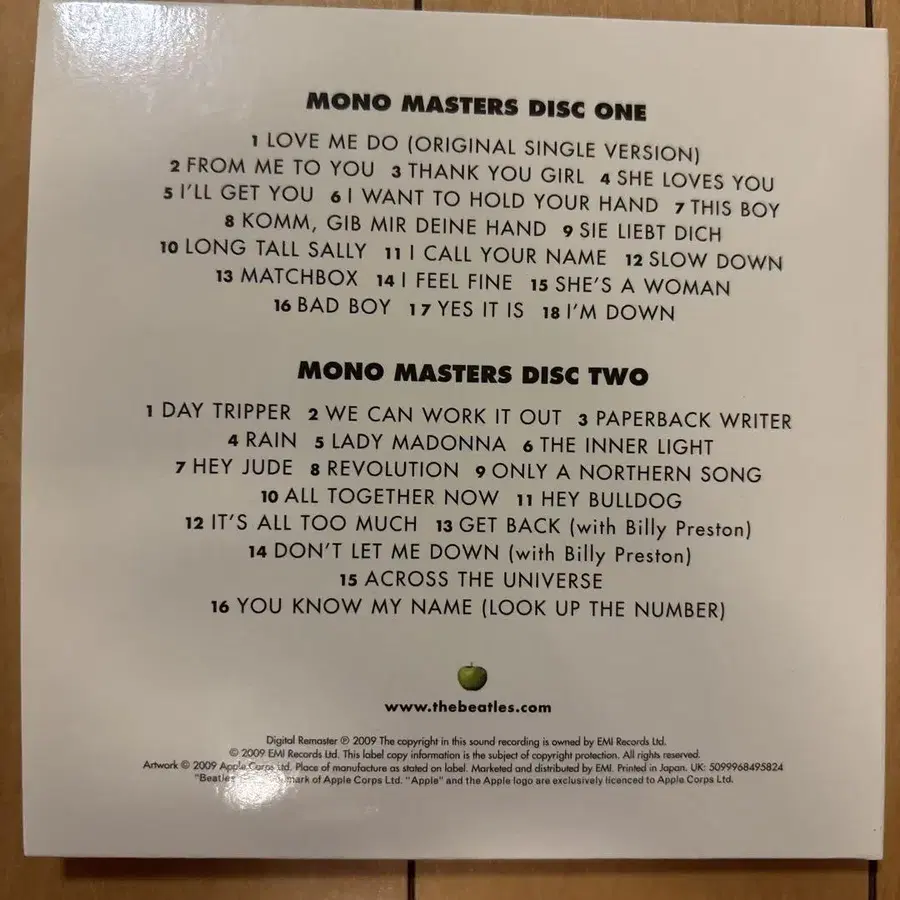 MONO MASTERS DISC ONE
1 LOVE ME DO (ORIGINAL SINGLE VERSION)
2 FROM ME TO YOU 3 THANK YOU GIRL 4 SHE LOVES YOU
5 I'LL GET YOU 6 I WANT TO HOLD YOUR HAND 7 THIS BOY
8 KOMM, GIB MIR DEINE HAND 9 SIE LIEBT DICH
10 LONG TALL SALLY 11 I CALL YOUR NAME 12 SLOW DOWN
13 MATCHBOX 14 I FEEL FINE 15 SHE'S A WOMAN
16 BAD BOY 17 YES IT IS 18 I'M DOWN
MONO MASTERS DISC TWO
1 DAY TRIPPER 2 WE CAN WORK IT OUT 3 PAPERBACK WRITER
4 RAIN 5 LADY MADONNA 6 THE INNER LIGHT
7 HEY JUDE 8 REVOLUTION 9 ONLY A NORTHERN SONG
10 ALL TOGETHER NOW 11 HEY BULLDOG
12 IT'S ALL TOO MUCH 13 GET BACK (with Billy Preston)
14 DON'T LET ME DOWN (with Billy Preston)
15 ACROSS THE UNIVERSE
16 YOU KNOW MY NAME (LOOK UP THE NUMBER)
www.thebeatles.com
Digital Remaster ℗ 2009 The copyright in this sound recording is owned by EMI Records Ltd.
© 2009 EMI Records Ltd. This label copy information is the subject of copyright protection. All rights reserved.
Artwork © 2009 Apple Corps Ltd. Place of manufacture as stated on label. Marketed and distributed by EMI. Printed in Japan. UK: 5099968495824
"Beatles of Apple Corps Ltd. "Apple" and the Apple logo are exclusively licenced to Apple Corps Ltd.